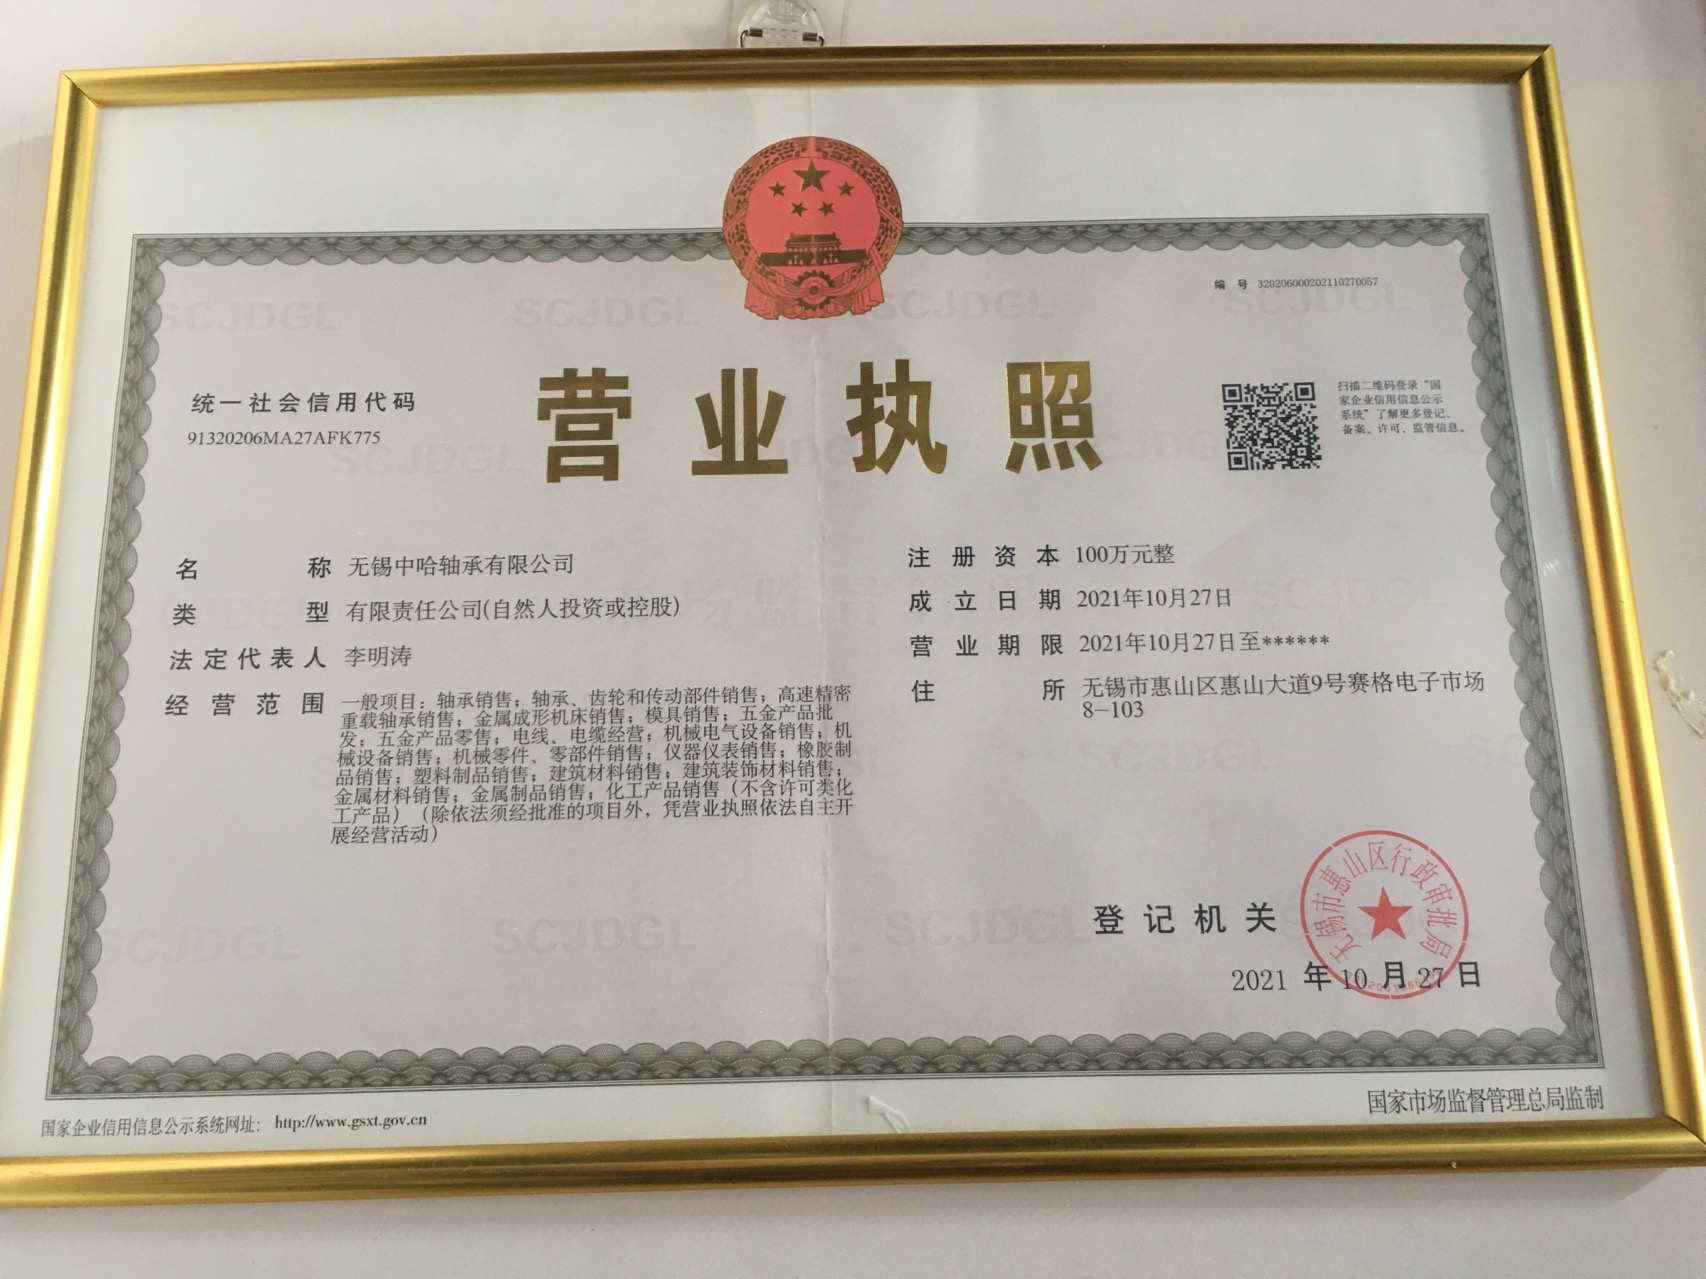 编 号 320206000202110270057
统一社会信用代码
91320206MA27AFK775
营业执照
扫描二维码登录“国
家企业信用信息公示
系统”了解更多登记、
备案、许可、监管信息。
名称 无锡中哈轴承有限公司
类型 有限责任公司(自然人投资或控股)
法定代表人 李明涛
经营范围 一般项目：轴承销售；轴承、齿轮和传动部件销售；高速精密
重载轴承销售；金属成形机床销售；模具销售；五金产品批
发；五金产品零售；电线、电缆经营；机械电气设备销售；机
械设备销售；机械零件、零部件销售；仪器仪表销售；橡胶制
品销售；塑料制品销售；建筑材料销售；建筑装饰材料销售；
金属材料销售；金属制品销售；化工产品销售（不含许可类化
工产品）（除依法须经批准的项目外，凭营业执照依法自主开
展经营活动）
注册资本 100万元整
成立日期 2021年10月27日
营业期限 2021年10月27日至******
住所 无锡市惠山区惠山大道9号赛格电子市场
8-103
登记机关
无锡市惠山区行政审批局
2021 年 10 月 27 日
国家企业信用信息公示系统网址： http://www.gsxt.gov.cn
国家市场监督管理总局监制
SCJDGL